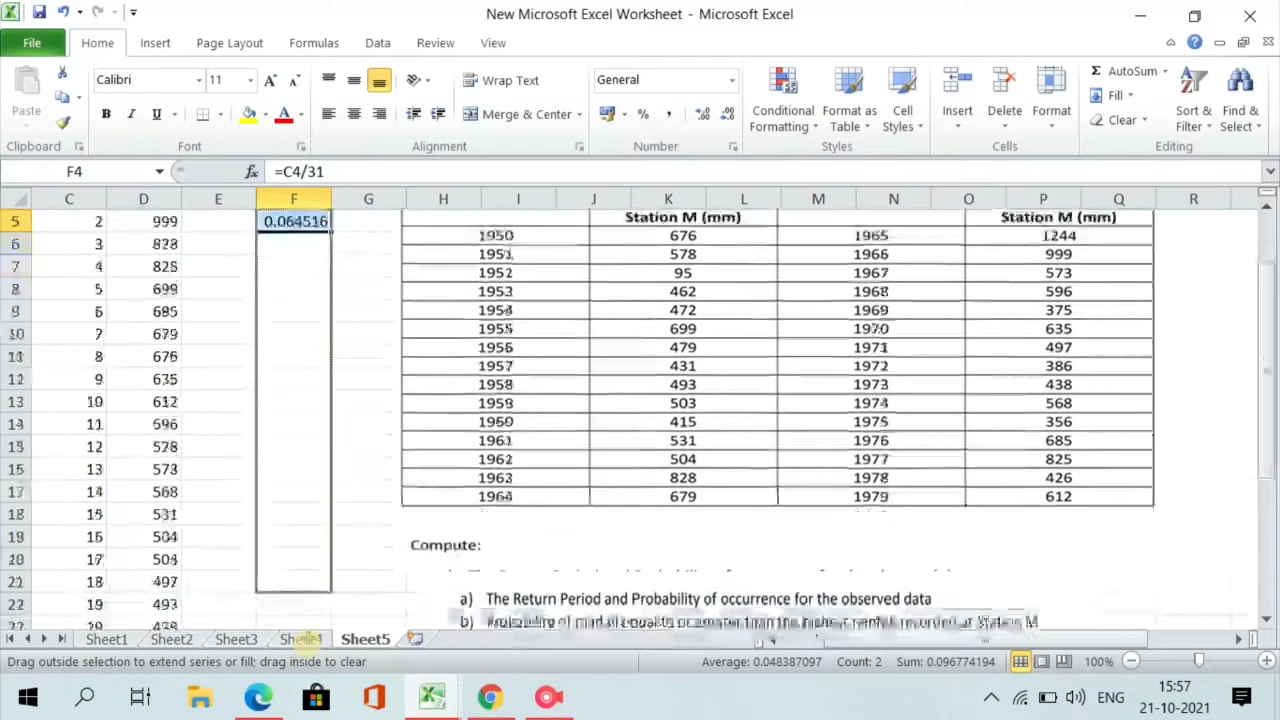 New Microsoft Excel Worksheet - Microsoft Excel
File Home Insert Page Layout Formulas Data Review View
Calibri 11 Wrap Text General AutoSum
Paste Fill
B I U Merge & Center % , Conditional Formatting Format as Table Cell Styles Insert Delete Format Clear Sort & Filter Find & Select
Clipboard Font Alignment Number Styles Cells Editing
F4 fx =C4/31
C D E F G H I J K L M N O P Q R
5 2 999 0.064516 Station M (mm) Station M (mm)
1950 676 1965 1244
1951 578 1966 999
1952 95 1967 573
1953 462 1968 596
1954 472 1969 375
1955 699 1970 635
1956 479 1971 497
1957 431 1972 386
1958 493 1973 438
1959 503 1974 568
1960 415 1975 356
1961 531 1976 685
1962 504 1977 825
1963 828 1978 426
1964 679 1979 612
6 3 828
7 4 825
8 5 699
9 6 685
10 7 679
11 8 676
12 9 635
13 10 612
14 11 596
15 12 578
13 573
17 14 568
18 15 531
19 16 504
20 17 503
21 18 497
22 19 493
Compute:
a) The Return Period and Probability of occurrence for the observed data
b)
Sheet1 Sheet2 Sheet3 Sheet4 Sheet5
Drag outside selection to extend series or fill; drag inside to clear Average: 0.048387097 Count: 2 Sum: 0.096774194 100%
ENG 15:57
21-10-2021